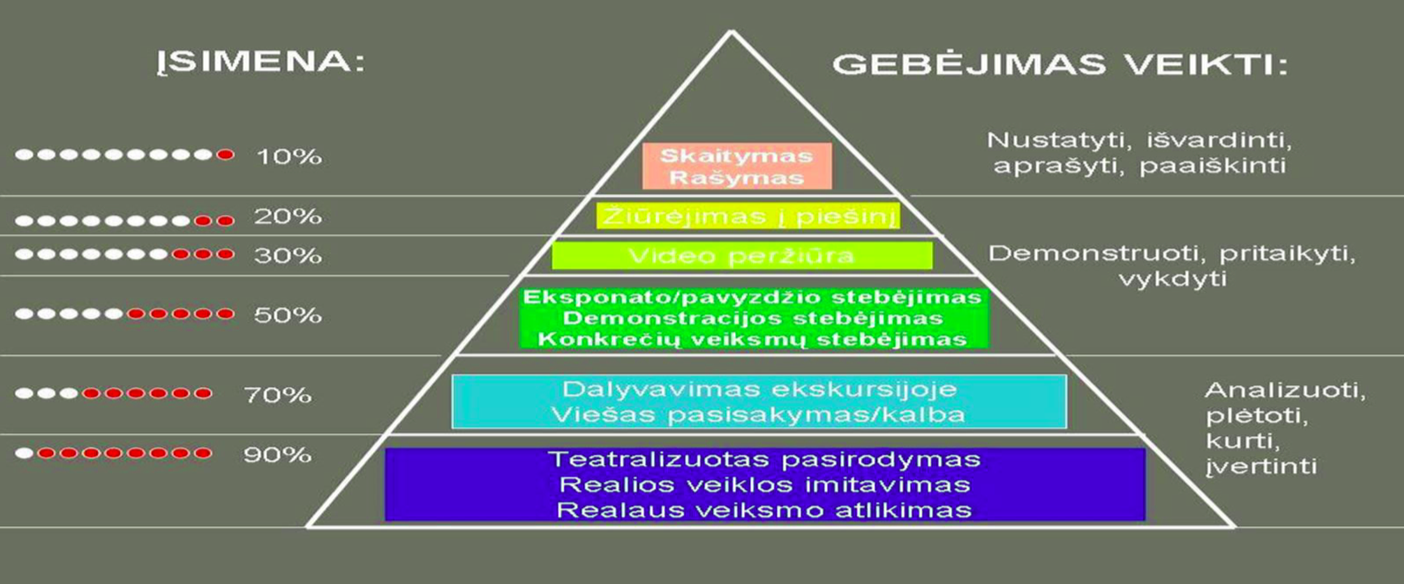 ĮSIMENA:
GEBĖJIMAS VEIKTI:
10%
Skaitymas
Rašymas
Nustatyti, išvardinti,
aprašyti, paaiškinti
20%
Žiūrėjimas į piešinį
30%
Video peržiūra
Demonstruoti, pritaikyti,
vykdyti
50%
Eksponato/pavyzdžio stebėjimas
Demonstracijos stebėjimas
Konkrečių veiksmų stebėjimas
70%
Dalyvavimas ekskursijoje
Viešas pasisakymas/kalba
Analizuoti,
plėtoti,
kurti,
įvertinti
90%
Teatralizuotas pasirodymas
Realios veiklos imitavimas
Realaus veiksmo atlikimas